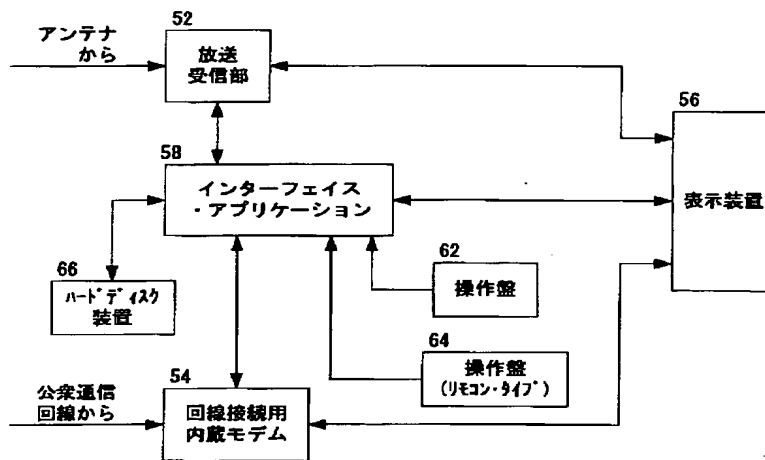 アンテナ
から
52
放送
受信部
56
表示装置
58
インターフェイス
・アプリケーション
62
操作盤
66
ﾊｰﾄﾞﾃﾞｨｽｸ
装置
64
操作盤
(ﾘﾓｺﾝ・ﾀｲﾌﾟ)
公衆通信
回線から
54
回線接続用
内蔵モデム